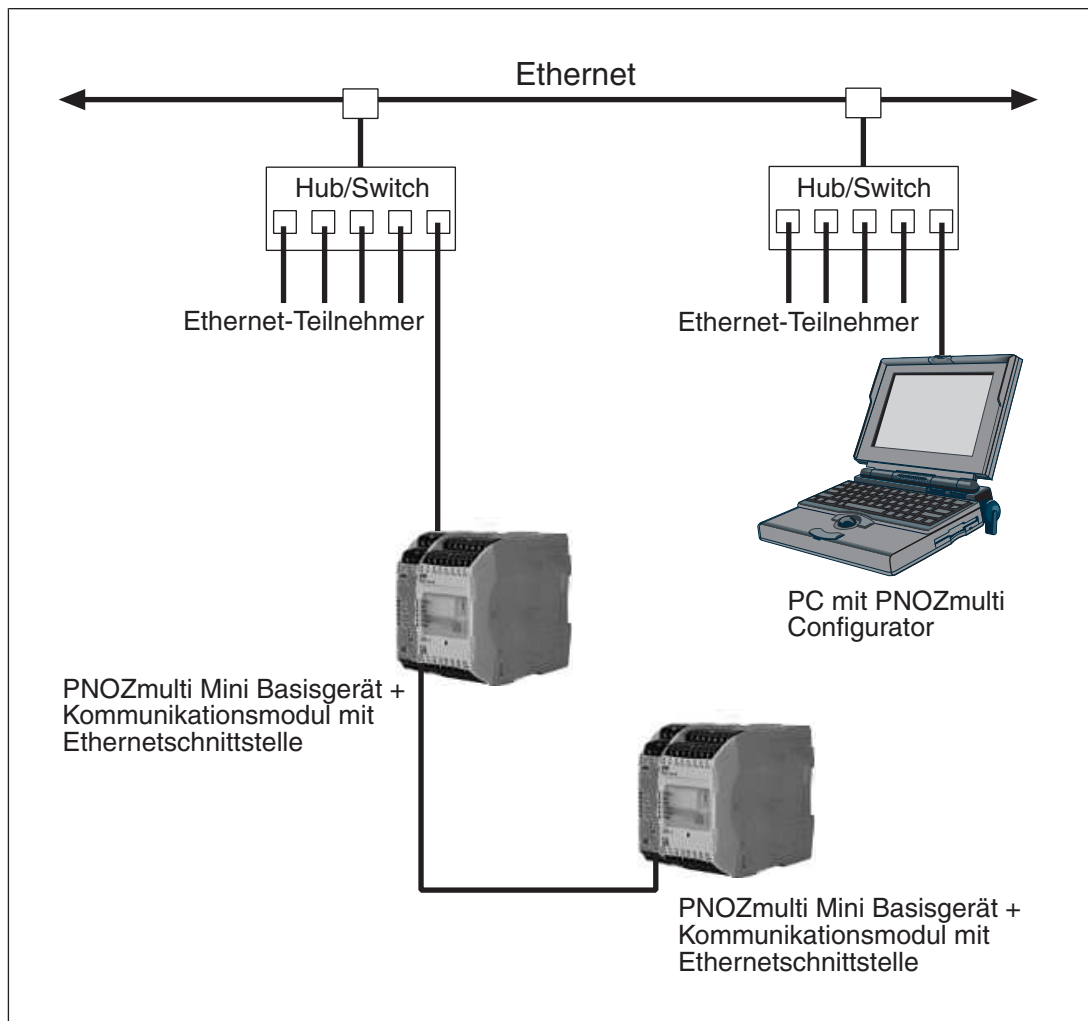 Ethernet
Hub/Switch
Hub/Switch
Ethernet-Teilnehmer
Ethernet-Teilnehmer
PC mit PNOZmulti
Configurator
PNOZmulti Mini Basisgerät +
Kommunikationsmodul mit
Ethernetschnittstelle
PNOZmulti Mini Basisgerät +
Kommunikationsmodul mit
Ethernetschnittstelle